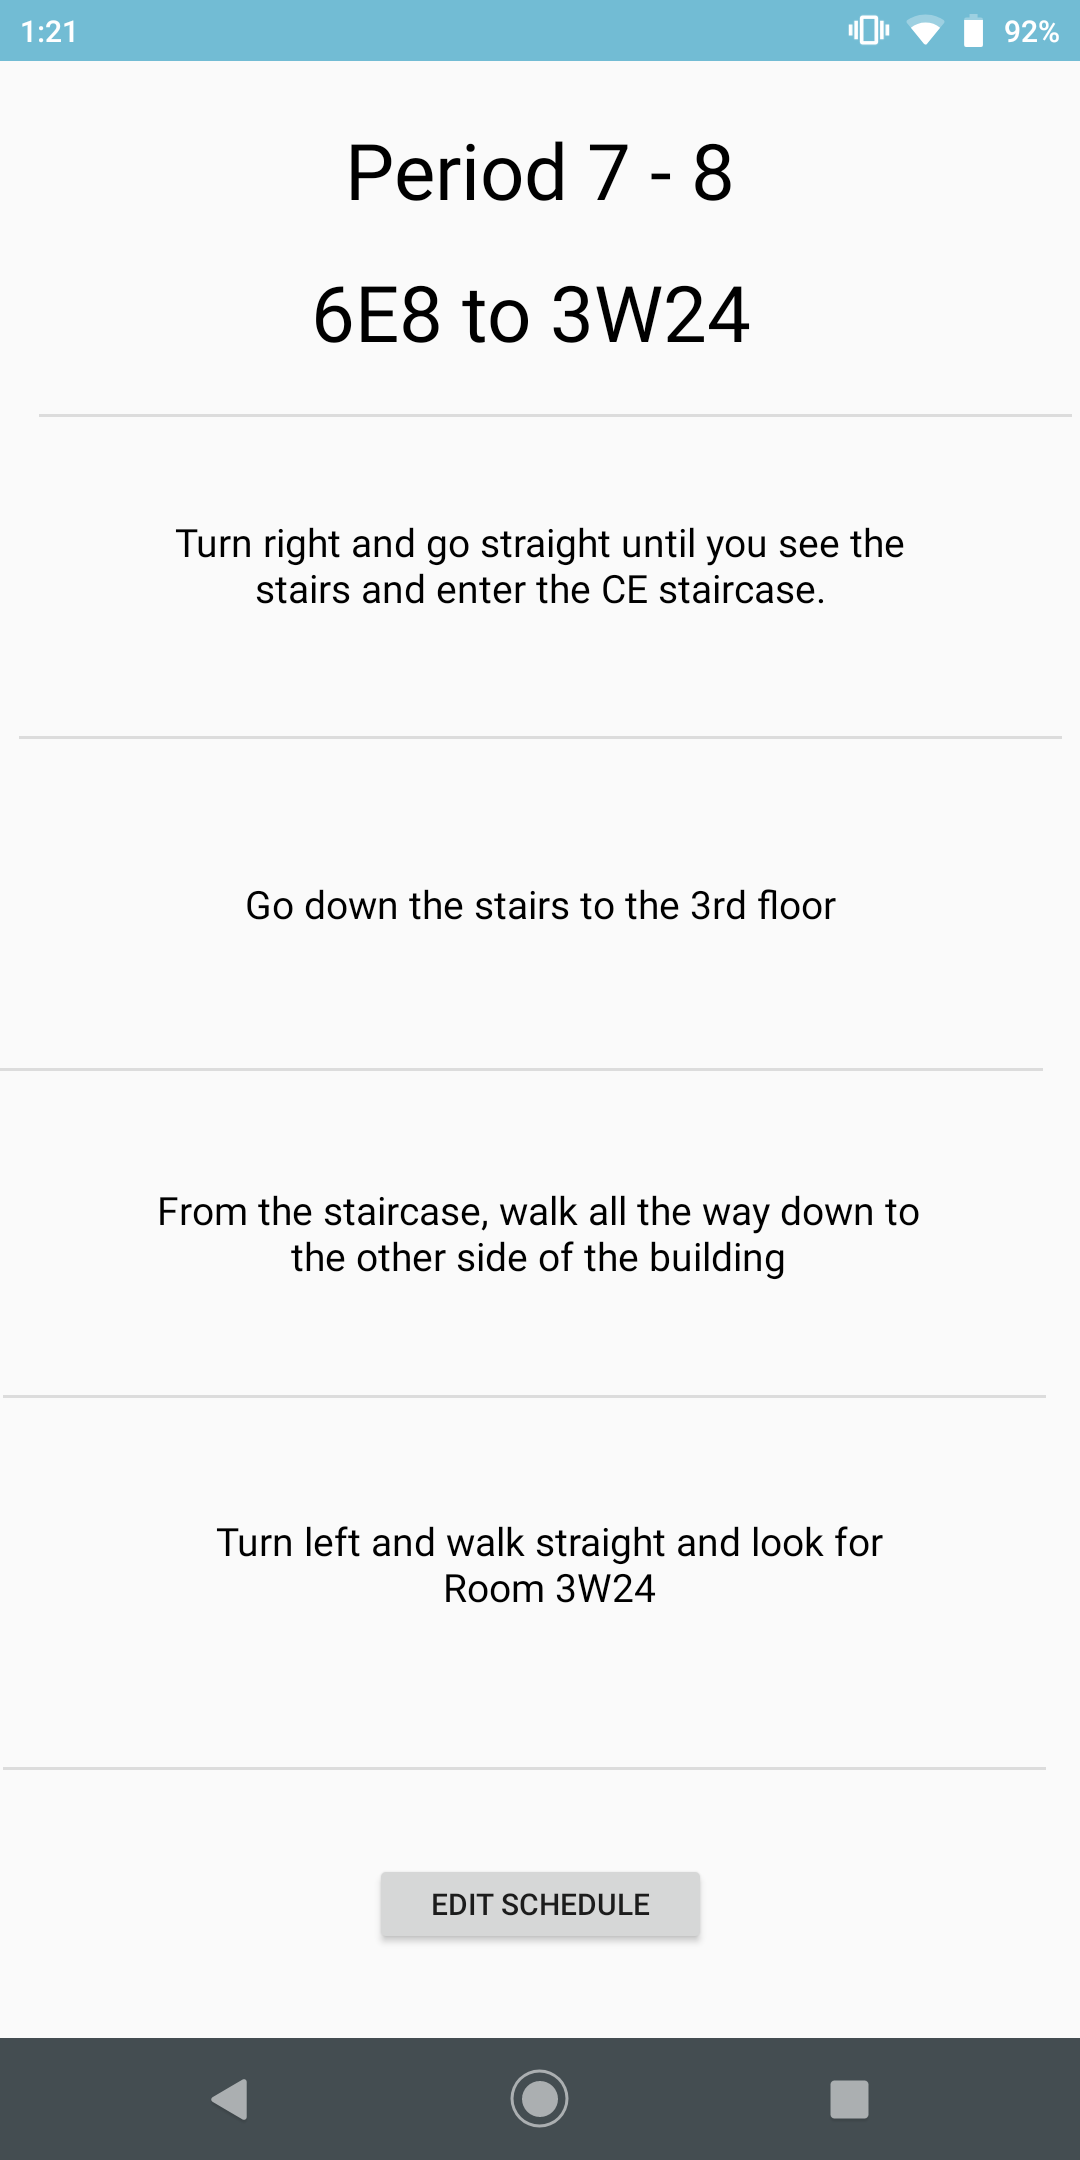 1:21
92%
Period 7 - 8
6E8 to 3W24
Turn right and go straight until you see the
stairs and enter the CE staircase.
Go down the stairs to the 3rd floor
From the staircase, walk all the way down to
the other side of the building
Turn left and walk straight and look for
Room 3W24
EDIT SCHEDULE